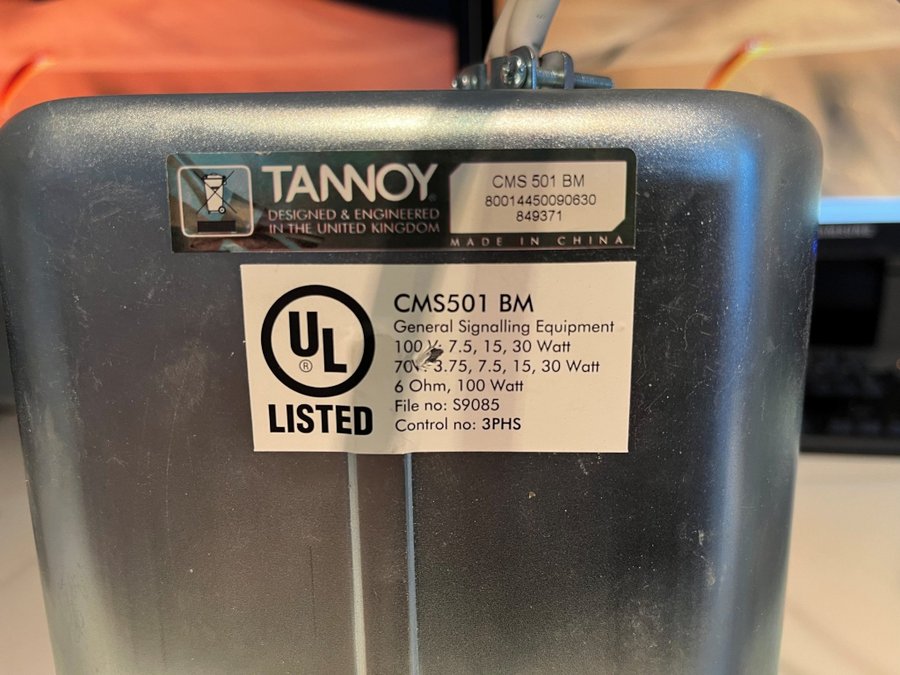 TANNOY
DESIGNED & ENGINEERED
IN THE UNITED KINGDOM
CMS 501 BM
80014450090630
849371
MADE IN CHINA
UL
®
LISTED
CMS501 BM
General Signalling Equipment
100 V: 7.5, 15, 30 Watt
70V: 3.75, 7.5, 15, 30 Watt
6 Ohm, 100 Watt
File no: S9085
Control no: 3PHS